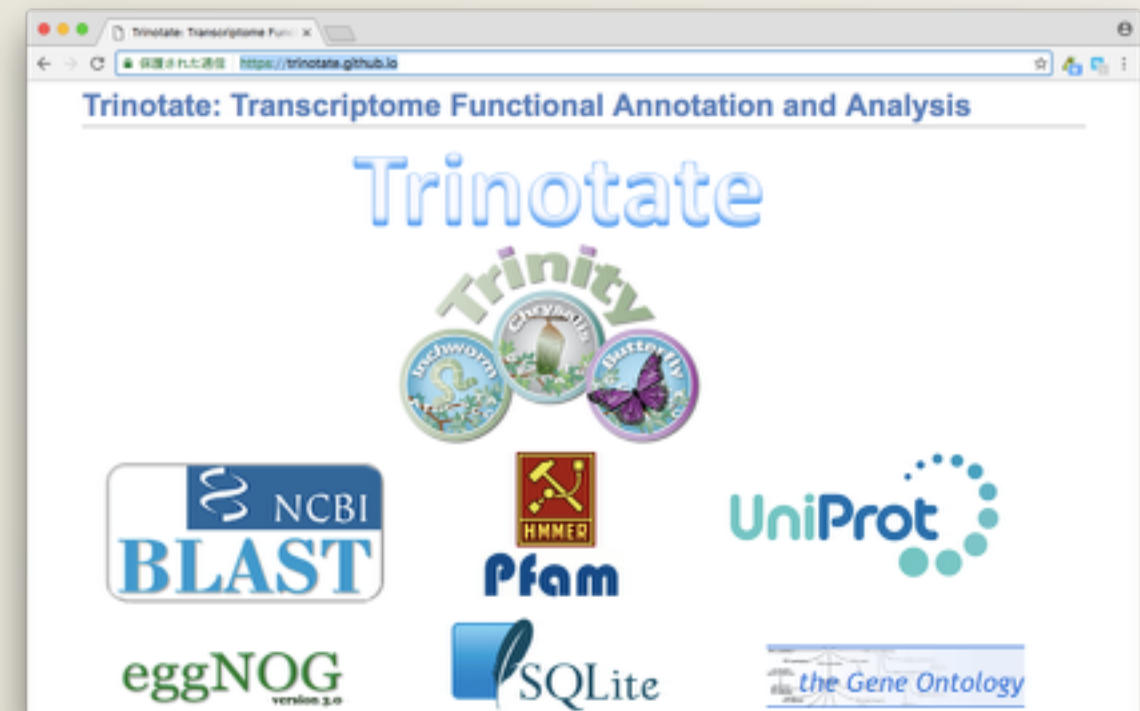 Trinotate: Transcriptome Func
保護された通信 https://trinotate.github.io
Trinotate: Transcriptome Functional Annotation and Analysis
Trinotate
Trinity
Chrysalis
Inchworm
Butterfly
NCBI
BLAST
HMMER
Pfam
UniProt
eggNOG
version 3.0
SQLite
the Gene Ontology